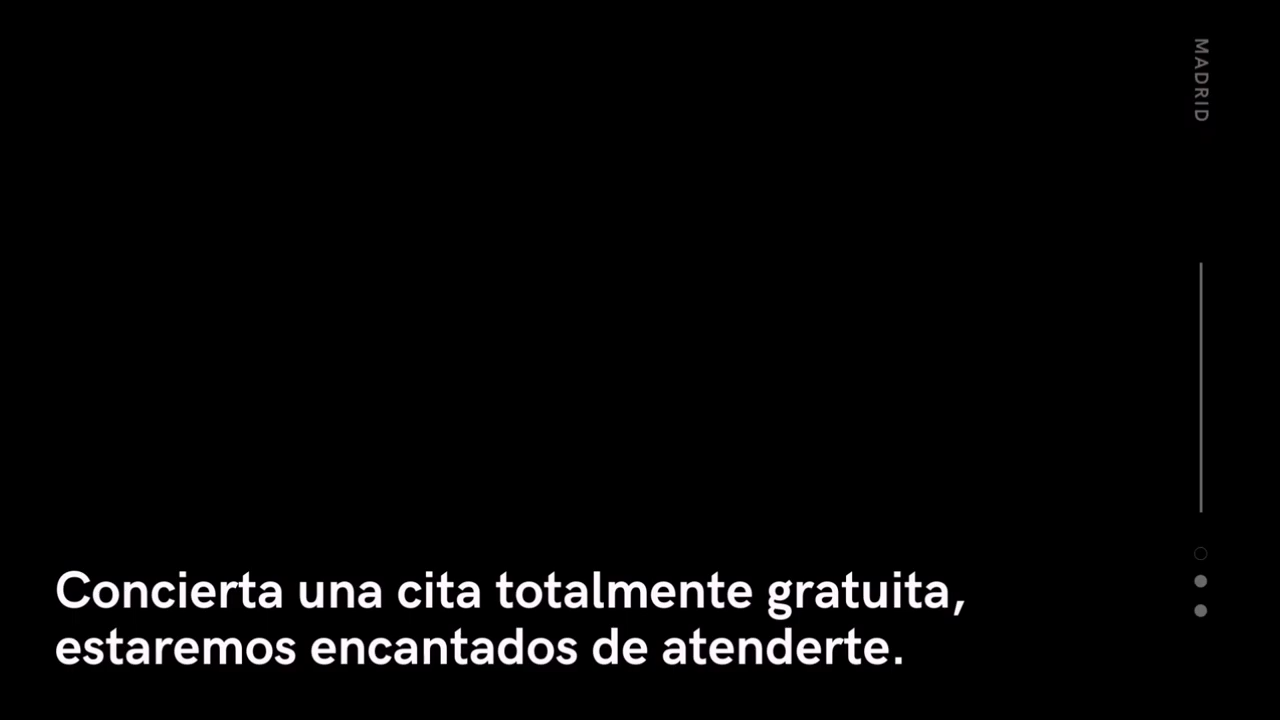 MADRID
Concierta una cita totalmente gratuita,
estaremos encantados de atenderte.